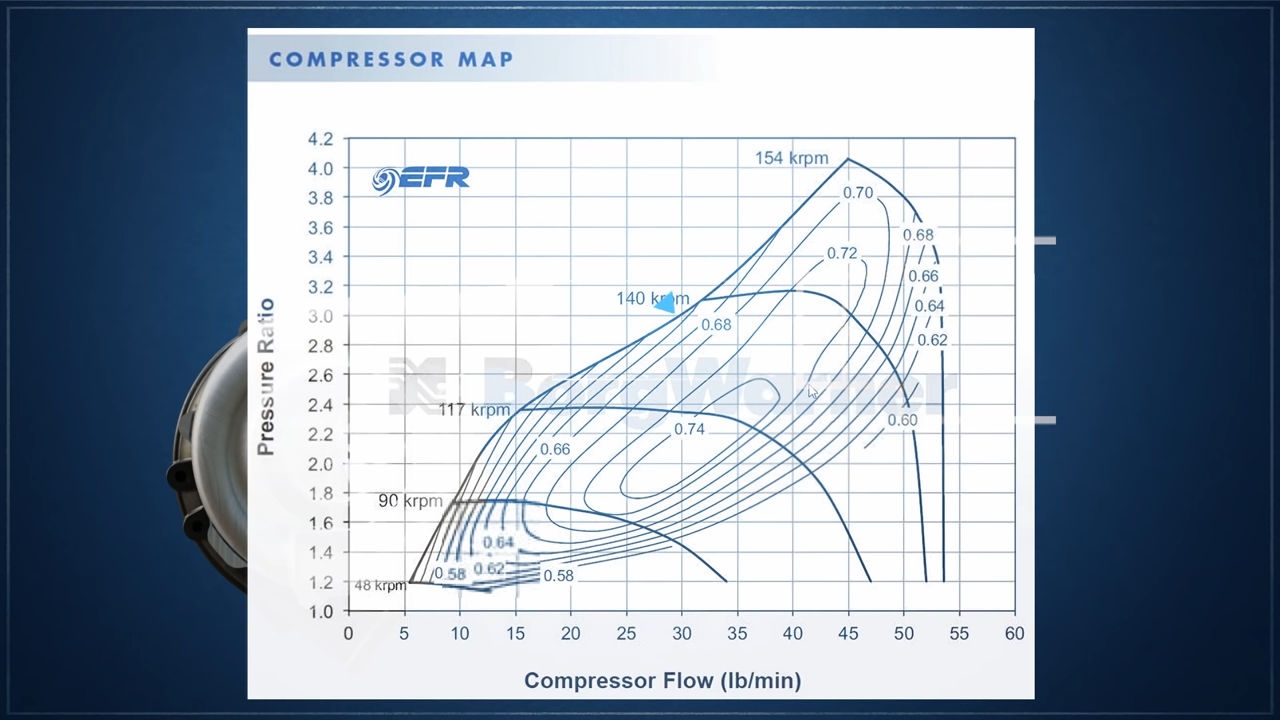 COMPRESSOR MAP
4.2
4.0
3.8
3.6
3.4
3.2
3.0
2.8
2.6
2.4
2.2
2.0
1.8
1.6
1.4
1.2
1.0
Pressure Ratio
EFR
154 krpm
0.70
0.68
0.72
0.66
140 krpm
0.64
0.68
0.62
BorgWarner
117 krpm
0.60
0.74
0.66
90 krpm
0.64
0.62
0.58
0.58
48 krpm
0 5 10 15 20 25 30 35 40 45 50 55 60
Compressor Flow (lb/min)